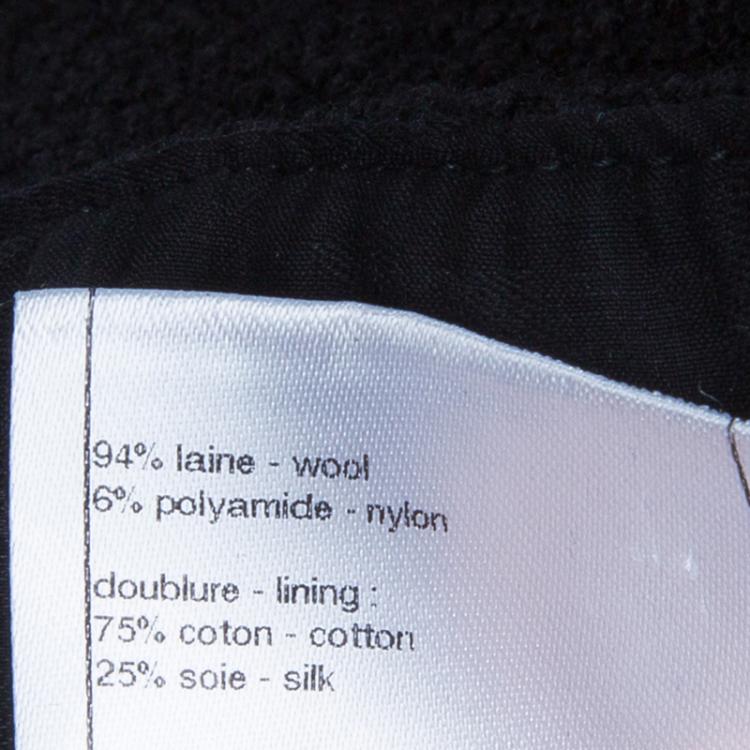 94% laine - wool
6% polyamide - nylon
doublure - lining :
75% coton - cotton
25% soie - silk